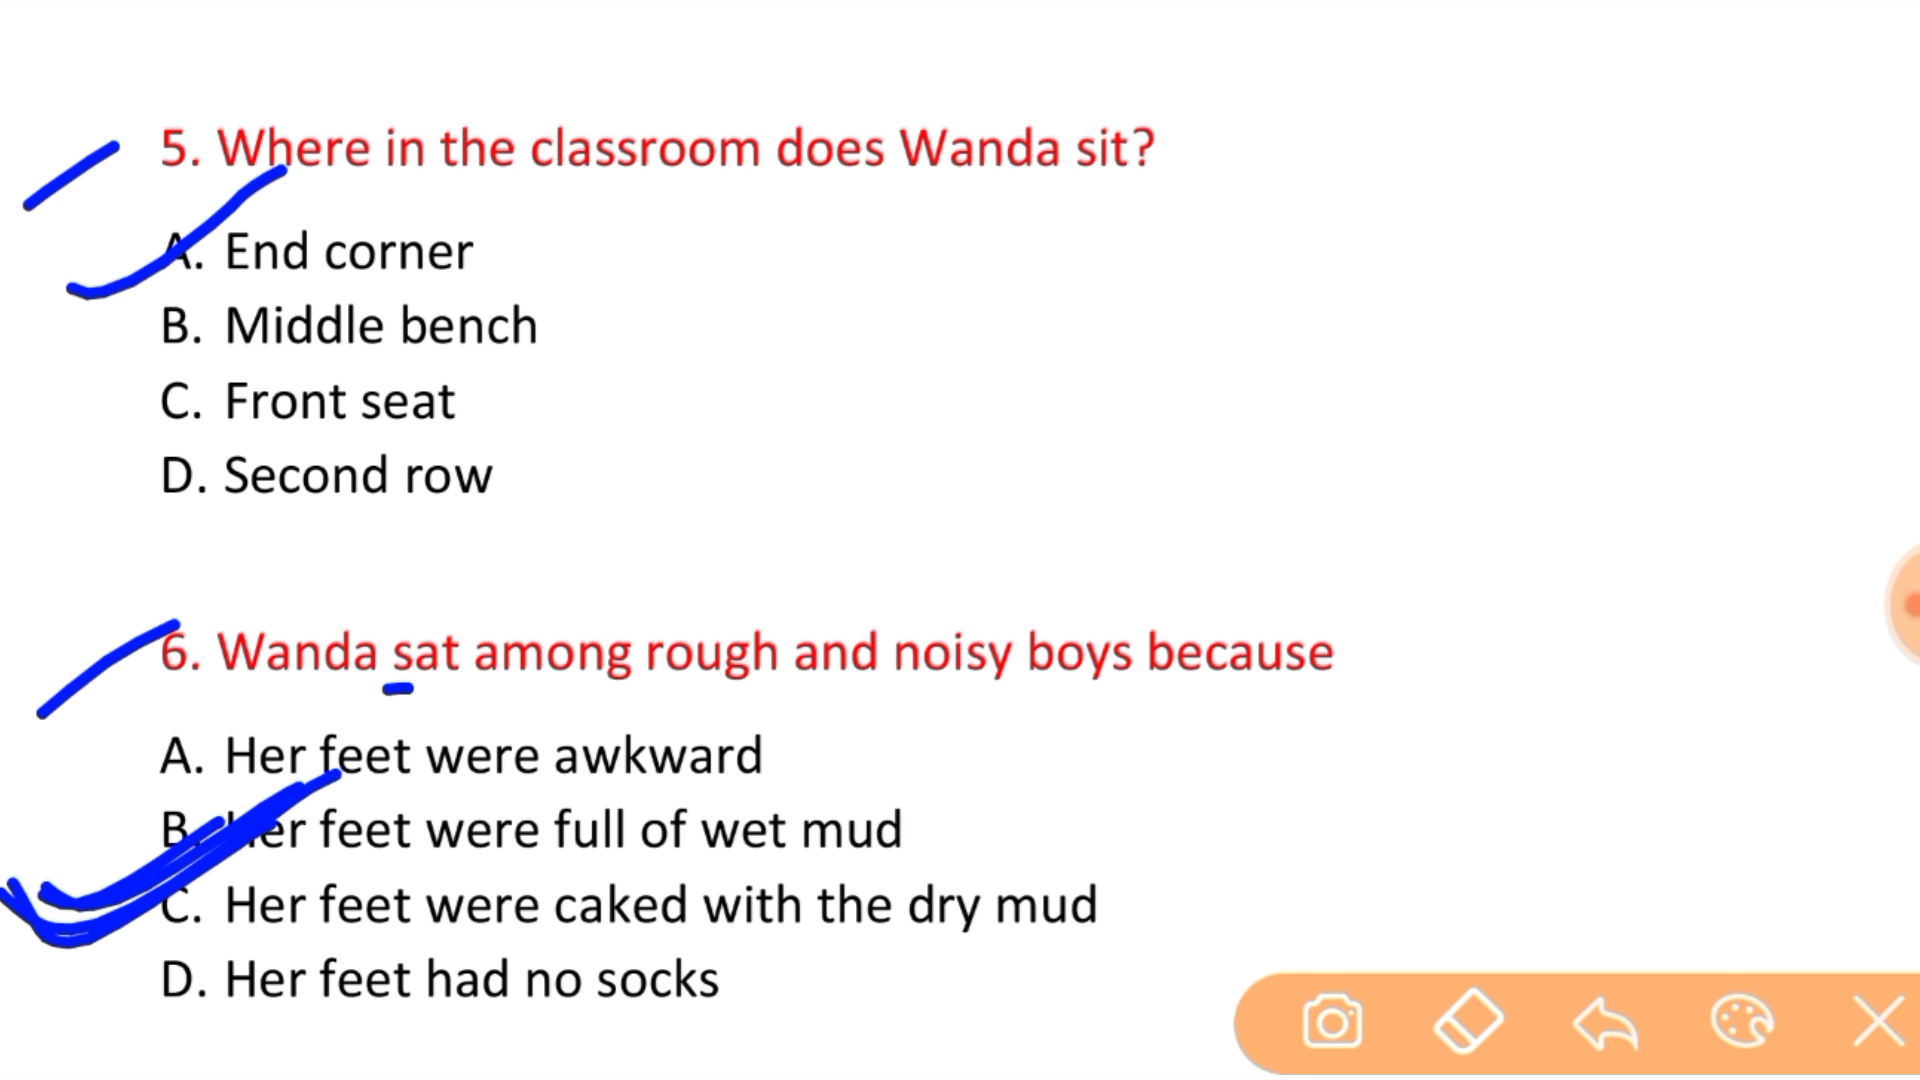 5. Where in the classroom does Wanda sit?
A. End corner
B. Middle bench
C. Front seat
D. Second row
6. Wanda sat among rough and noisy boys because
A. Her feet were awkward
B. Her feet were full of wet mud
C. Her feet were caked with the dry mud
D. Her feet had no socks